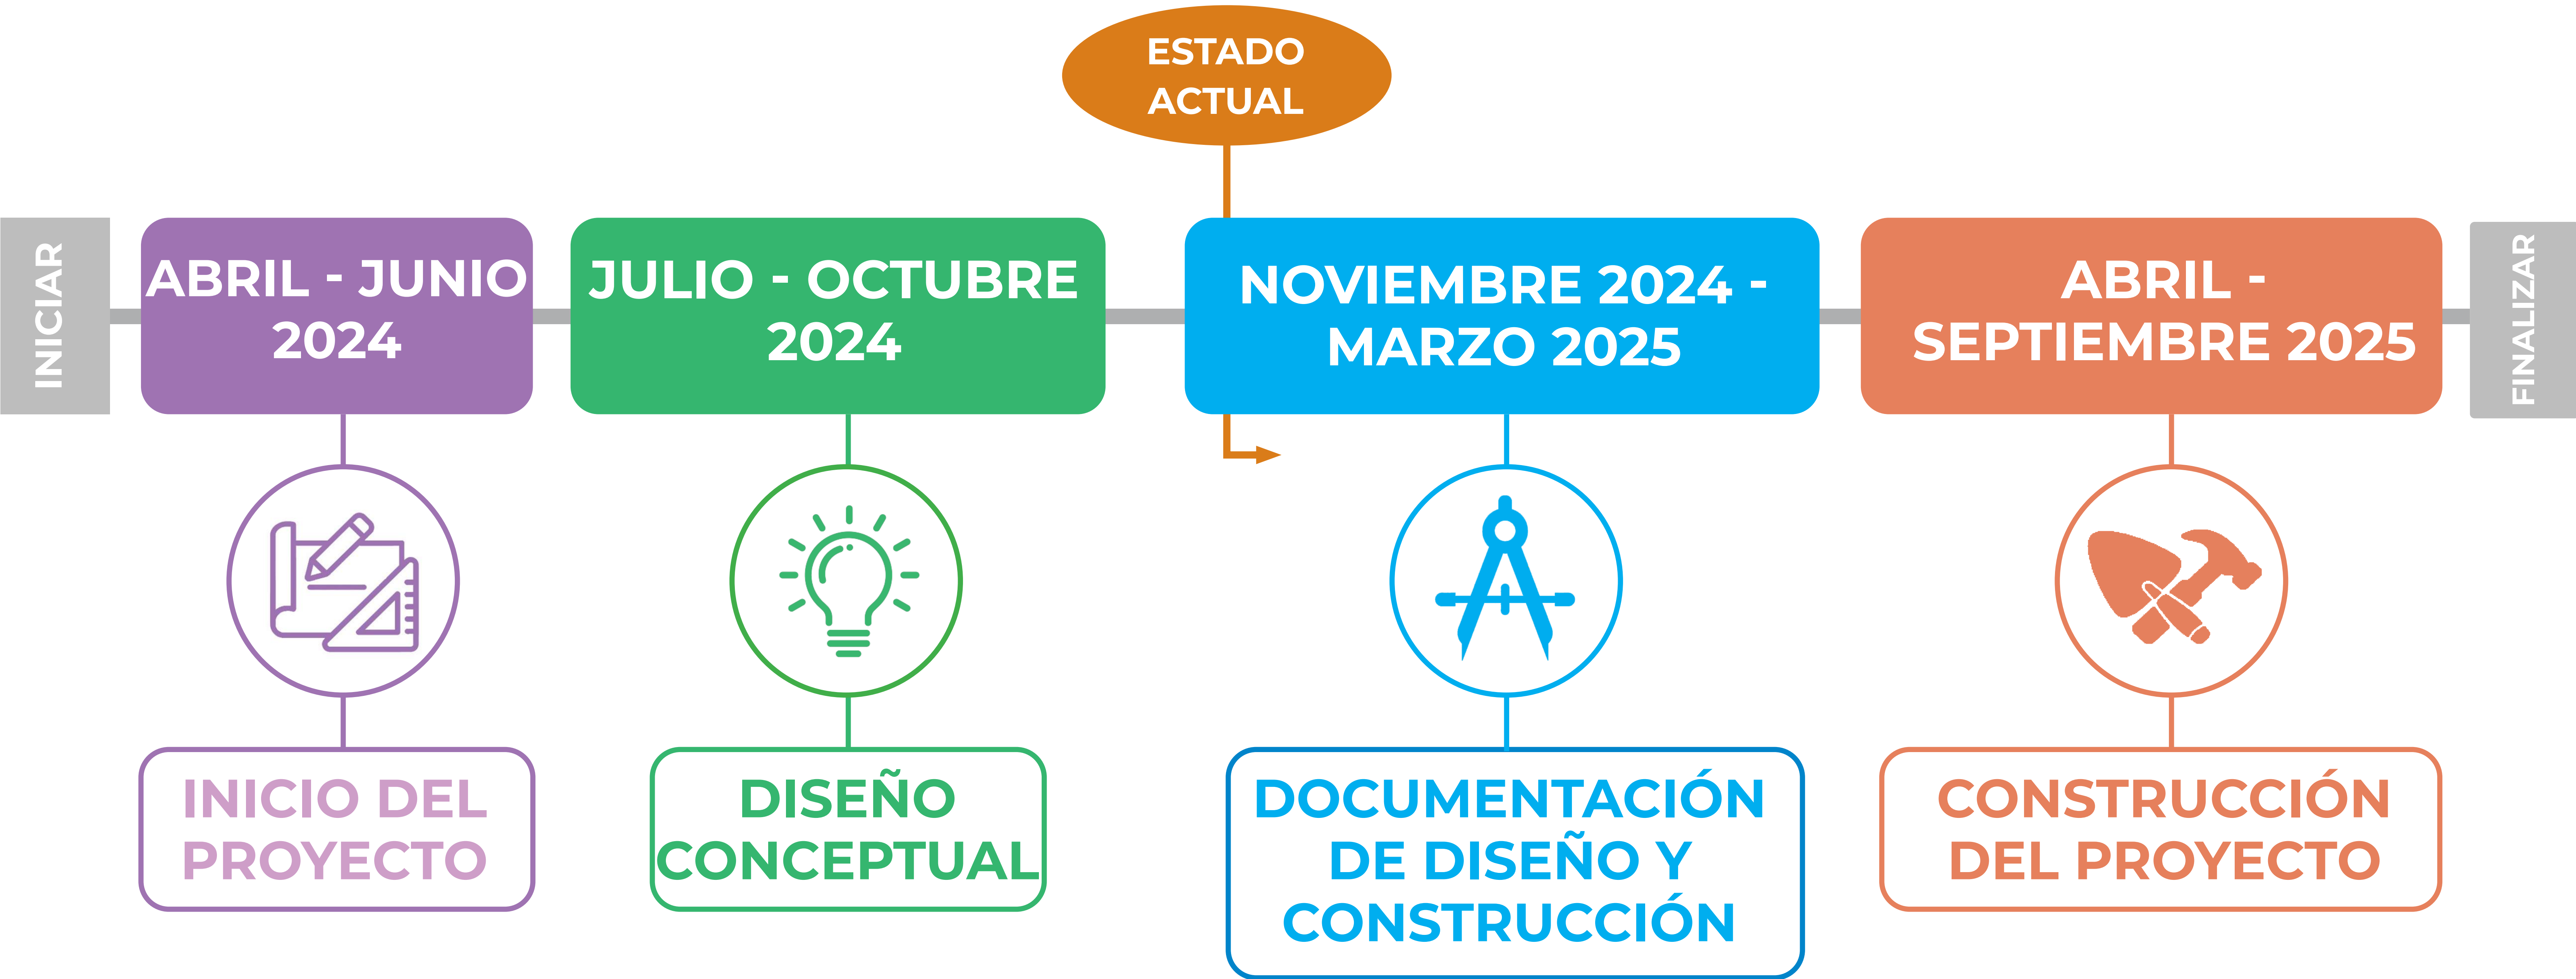 ESTADO
ACTUAL
INICIAR
ABRIL - JUNIO
2024
JULIO - OCTUBRE
2024
NOVIEMBRE 2024 -
MARZO 2025
ABRIL -
SEPTIEMBRE 2025
FINALIZAR
INICIO DEL
PROYECTO
DISEÑO
CONCEPTUAL
DOCUMENTACIÓN
DE DISEÑO Y
CONSTRUCCIÓN
CONSTRUCCIÓN
DEL PROYECTO